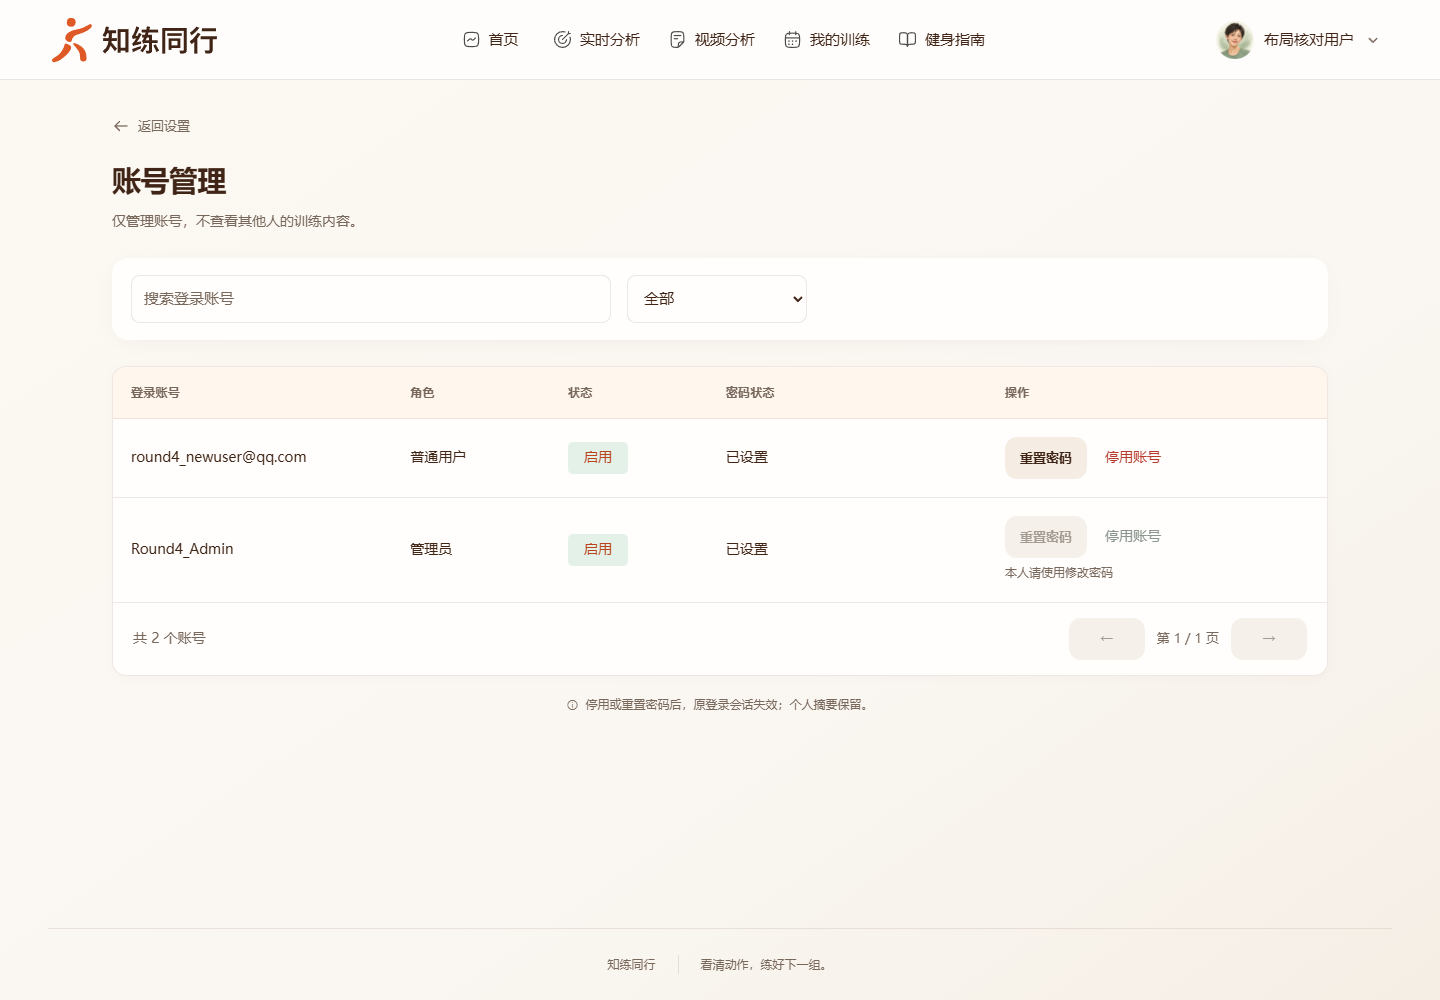 知练同行
首页 实时分析 视频分析 我的训练 健身指南
布局核对用户
返回设置
账号管理
仅管理账号，不查看其他人的训练内容。
搜索登录账号 全部
登录账号 角色 状态 密码状态 操作
round4_newuser@qq.com 普通用户 启用 已设置 重置密码 停用账号
Round4_Admin 管理员 启用 已设置 重置密码 停用账号
本人请使用修改密码
共 2 个账号 ← 第 1 / 1 页 →
停用或重置密码后，原登录会话失效；个人摘要保留。
知练同行 看清动作，练好下一组。